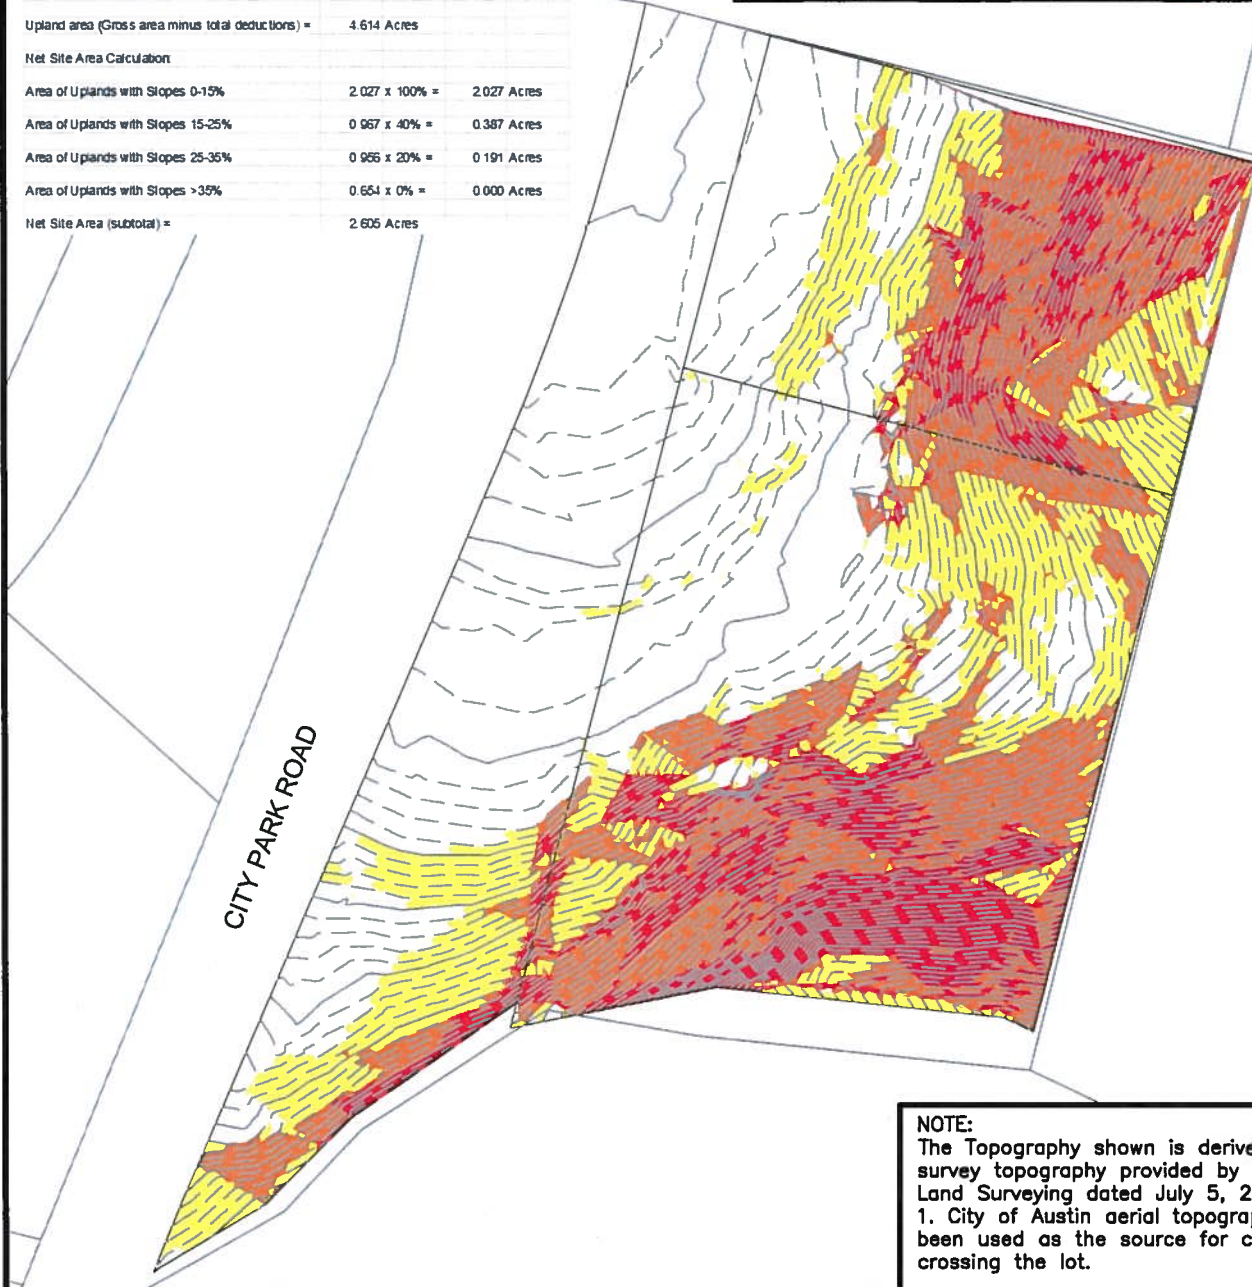 Upland area (Gross area minus total deductions) = 4.614 Acres
Net Site Area Calculation:
Area of Uplands with Slopes 0-15% 2.027 x 100% = 2.027 Acres
Area of Uplands with Slopes 15-25% 0.967 x 40% = 0.387 Acres
Area of Uplands with Slopes 25-35% 0.956 x 20% = 0.191 Acres
Area of Uplands with Slopes >35% 0.654 x 0% = 0.000 Acres
Net Site Area (subtotal) = 2.605 Acres
CITY PARK ROAD
NOTE:
The Topography shown is derive
survey topography provided by
Land Surveying dated July 5, 2
1. City of Austin aerial topogra
been used as the source for c
crossing the lot.